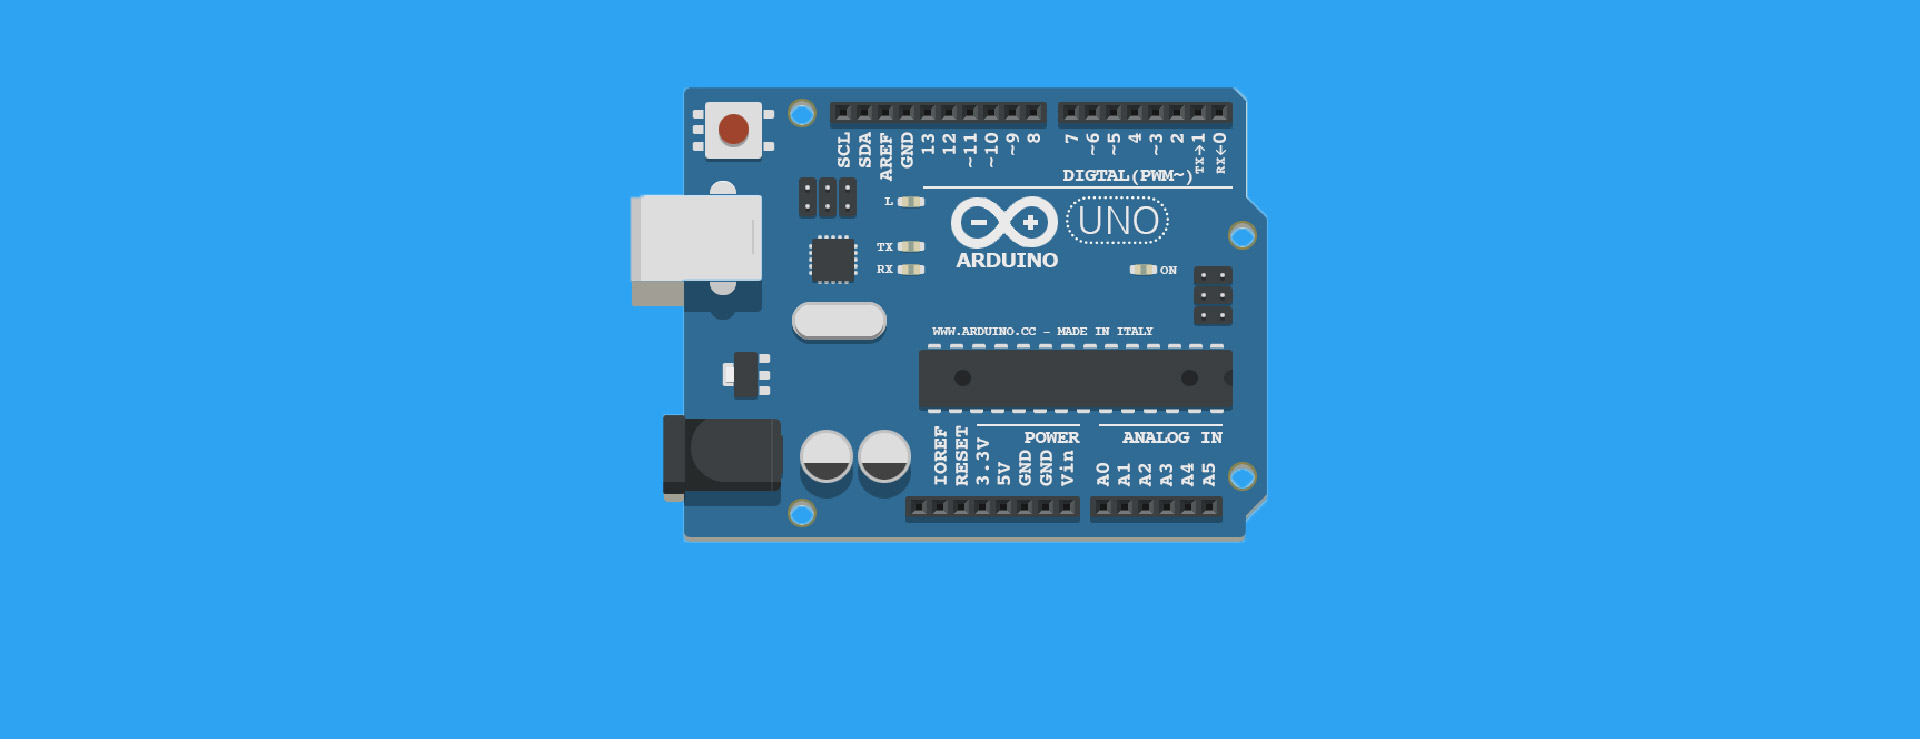 SCL
SDA
AREF
GND
13
12
~11
~10
~9
8
7
~6
~5
4
~3
2
TX→1
RX←0
DIGTAL(PWM~)
L
UNO
TX
ARDUINO
RX
ON
WWW.ARDUINO.CC - MADE IN ITALY
POWER
ANALOG IN
IOREF
RESET
3.3V
5V
GND
GND
Vin
A0
A1
A2
A3
A4
A5